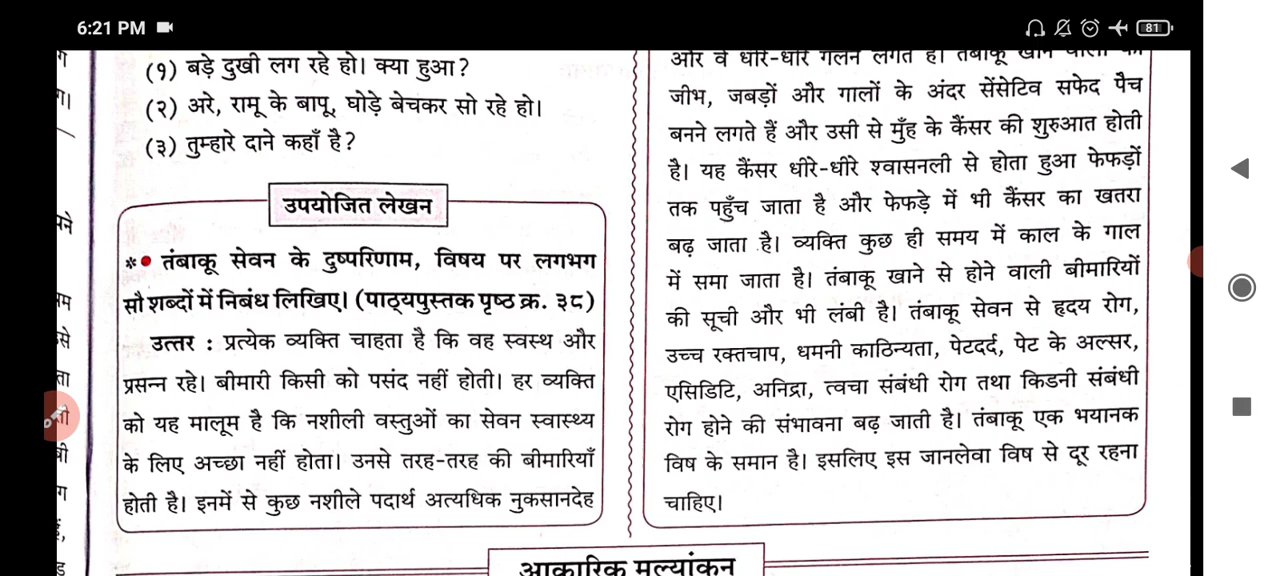 6:21 PM
81
(१) बड़े दुखी लग रहे हो। क्या हुआ?
(२) अरे, रामू के बापू, घोड़े बेचकर सो रहे हो।
(३) तुम्हारे दाने कहाँ है?
उपयोजित लेखन
*• तंबाकू सेवन के दुष्परिणाम, विषय पर लगभग
सौ शब्दों में निबंध लिखिए। (पाठ्यपुस्तक पृष्ठ क्र. ३८)
उत्तर : प्रत्येक व्यक्ति चाहता है कि वह स्वस्थ और
प्रसन्न रहे। बीमारी किसी को पसंद नहीं होती। हर व्यक्ति
को यह मालूम है कि नशीली वस्तुओं का सेवन स्वास्थ्य
के लिए अच्छा नहीं होता। उनसे तरह-तरह की बीमारियाँ
होती है। इनमें से कुछ नशीले पदार्थ अत्यधिक नुकसानदेह
और वे धीरे-धीरे गलने लगते हैं। तंबाकू खाने वालों की
जीभ, जबड़ों और गालों के अंदर सेंसेटिव सफेद पैच
बनने लगते हैं और उसी से मुँह के कैंसर की शुरुआत होती
है। यह कैंसर धीरे-धीरे श्वासनली से होता हुआ फेफड़ों
तक पहुँच जाता है और फेफड़े में भी कैंसर का खतरा
बढ़ जाता है। व्यक्ति कुछ ही समय में काल के गाल
में समा जाता है। तंबाकू खाने से होने वाली बीमारियों
की सूची और भी लंबी है। तंबाकू सेवन से हृदय रोग,
उच्च रक्तचाप, धमनी काठिन्यता, पेटदर्द, पेट के अल्सर,
एसिडिटि, अनिद्रा, त्वचा संबंधी रोग तथा किडनी संबंधी
रोग होने की संभावना बढ़ जाती है। तंबाकू एक भयानक
विष के समान है। इसलिए इस जानलेवा विष से दूर रहना
चाहिए।
आकारिक मूल्यांकन